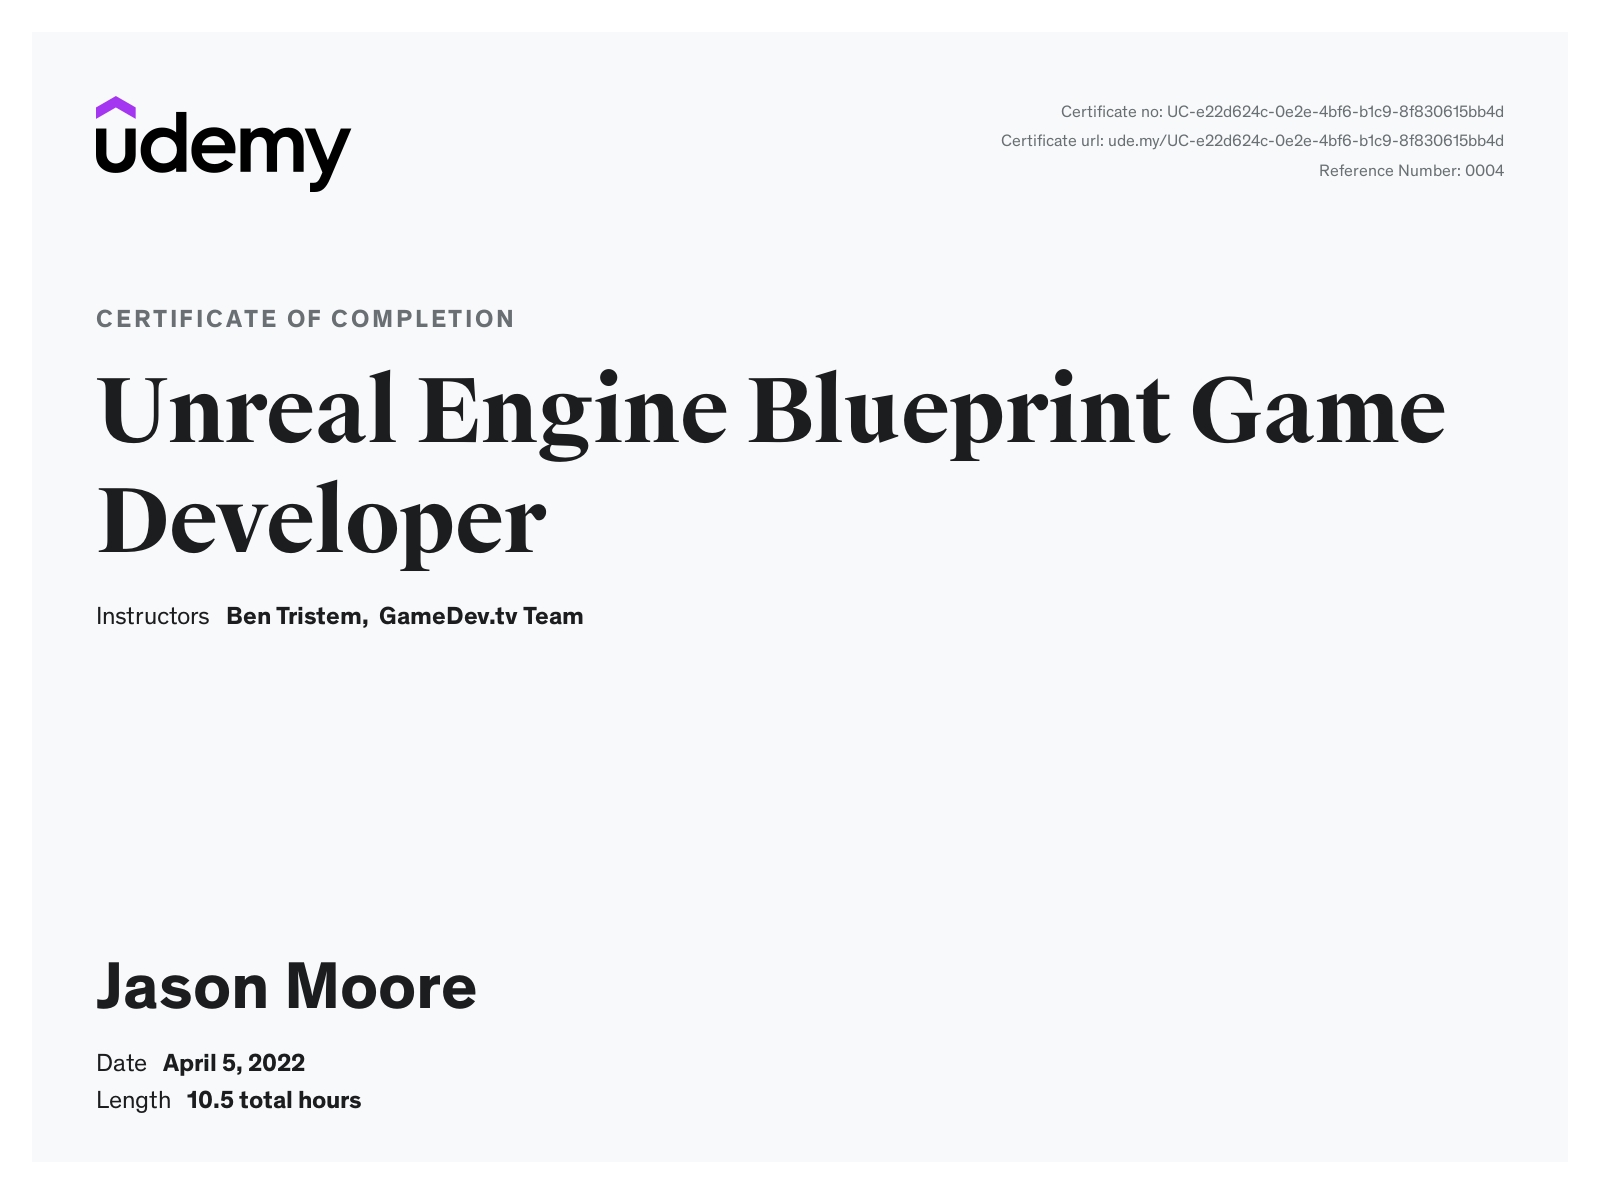 udemy
Certificate no: UC-e22d624c-0e2e-4bf6-b1c9-8f830615bb4d
Certificate url: ude.my/UC-e22d624c-0e2e-4bf6-b1c9-8f830615bb4d
Reference Number: 0004
CERTIFICATE OF COMPLETION
Unreal Engine Blueprint Game
Developer
Instructors Ben Tristem, GameDev.tv Team
Jason Moore
Date April 5, 2022
Length 10.5 total hours